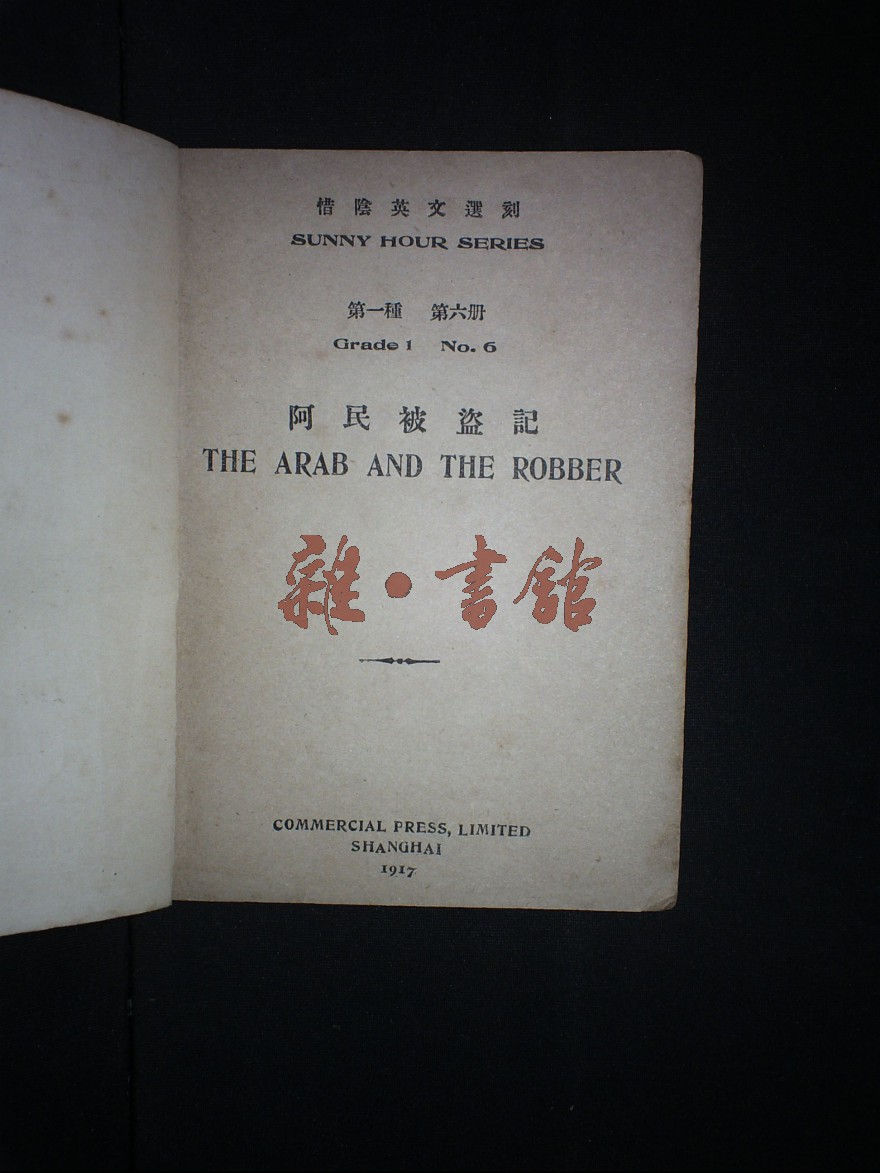 惜陰英文選刻
SUNNY HOUR SERIES
第一種 第六册
Grade 1 No. 6
阿民被盜記
THE ARAB AND THE ROBBER
雜·書館
COMMERCIAL PRESS, LIMITED
SHANGHAI
1917